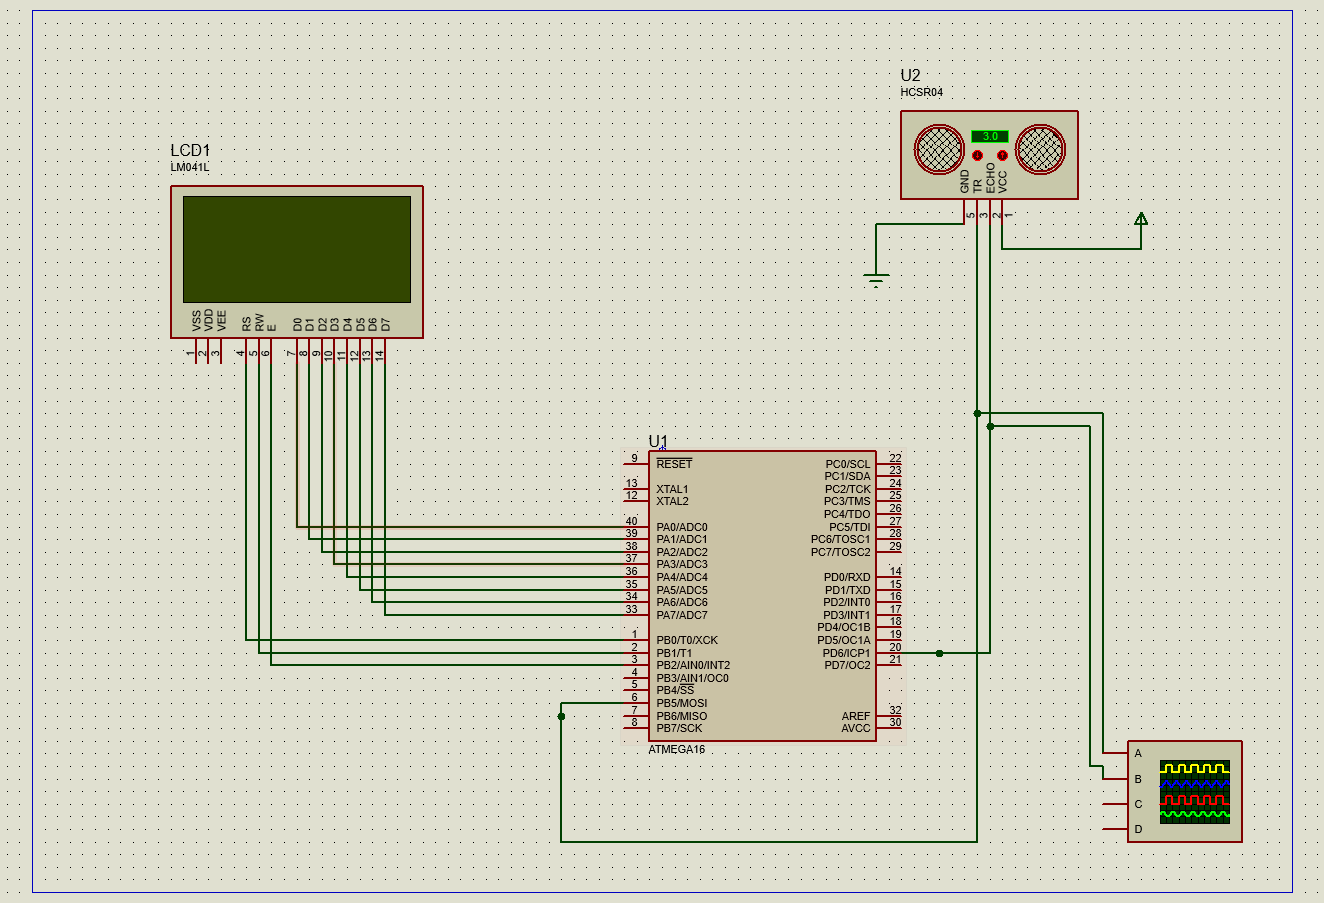 U2
HCSR04
3.0
GND
TR
ECHO
VCC
5
3
2
1
LCD1
LM041L
VSS
VDD
VEE
RS
RW
E
D0
D1
D2
D3
D4
D5
D6
D7
1
2
3
4
5
6
7
8
9
10
11
12
13
14
U1
9 RESET
13 XTAL1
12 XTAL2
40 PA0/ADC0
39 PA1/ADC1
38 PA2/ADC2
37 PA3/ADC3
36 PA4/ADC4
35 PA5/ADC5
34 PA6/ADC6
33 PA7/ADC7
1 PB0/T0/XCK
2 PB1/T1
3 PB2/AIN0/INT2
4 PB3/AIN1/OC0
5 PB4/SS
6 PB5/MOSI
7 PB6/MISO
8 PB7/SCK
PC0/SCL 22
PC1/SDA 23
PC2/TCK 24
PC3/TMS 25
PC4/TDO 26
PC5/TDI 27
PC6/TOSC1 28
PC7/TOSC2 29
PD0/RXD 14
PD1/TXD 15
PD2/INT0 16
PD3/INT1 17
PD4/OC1B 18
PD5/OC1A 19
PD6/ICP1 20
PD7/OC2 21
AREF 32
AVCC 30
ATMEGA16
A
B
C
D